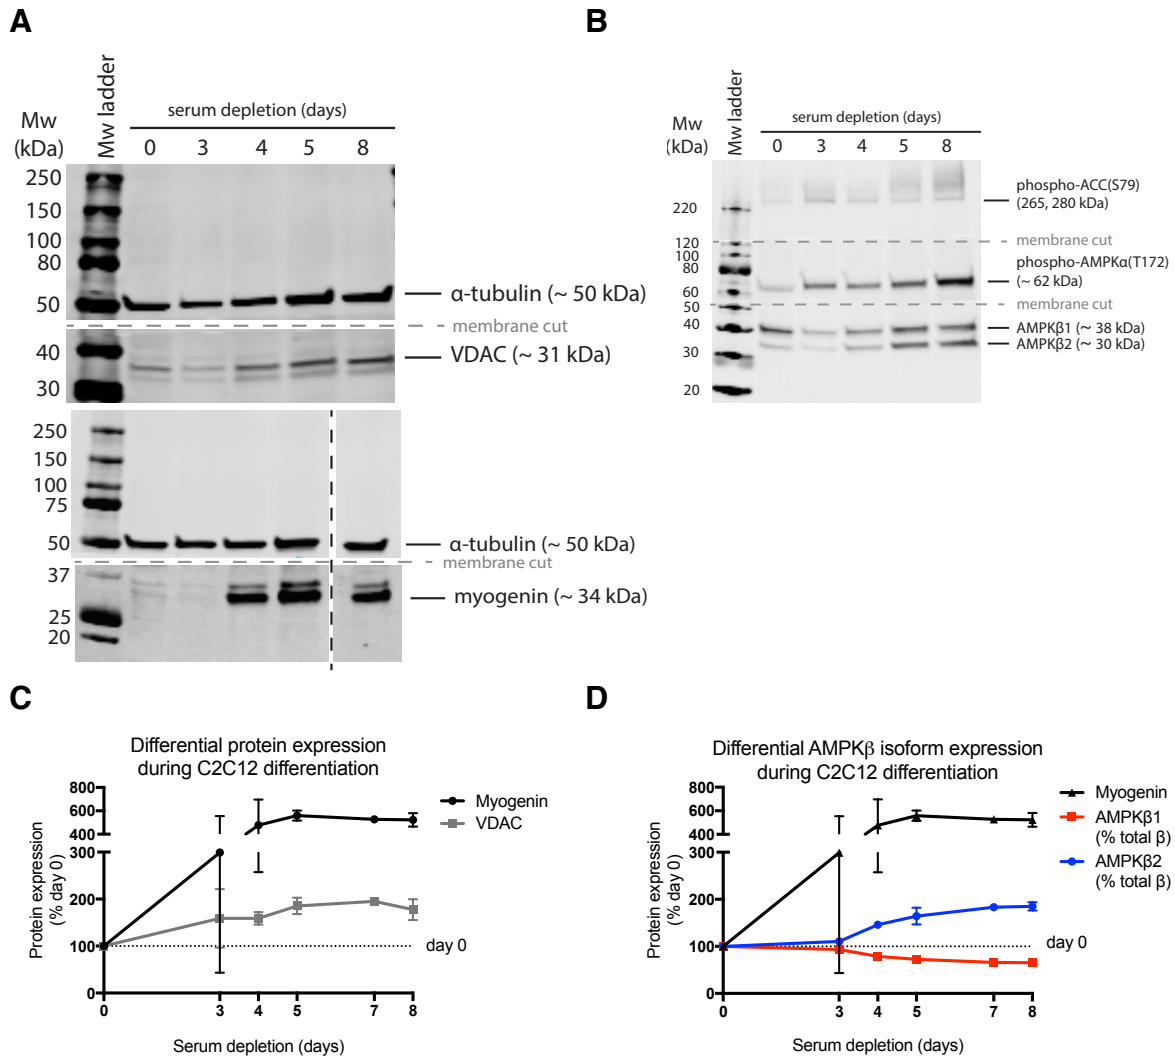 A
Mw ladder
serum depletion (days)
Mw
(kDa)
0 3 4 5 8
250
150
100
80
50
α-tubulin (~ 50 kDa)
membrane cut
40
VDAC (~ 31 kDa)
30
250
150
100
75
50
α-tubulin (~ 50 kDa)
membrane cut
37
myogenin (~ 34 kDa)
25
20
B
Mw ladder
serum depletion (days)
Mw
(kDa)
0 3 4 5 8
phospho-ACC(S79)
(265, 280 kDa)
220
membrane cut
120
100
phospho-AMPKα(T172)
80
(~ 62 kDa)
60
membrane cut
50
40
AMPKβ1 (~ 38 kDa)
AMPKβ2 (~ 30 kDa)
30
20
C
Differential protein expression
during C2C12 differentiation
Protein expression
(% day 0)
800
600
400
300
200
100
0
Myogenin
VDAC
day 0
0 3 4 5 7 8
Serum depletion (days)
D
Differential AMPKβ isoform expression
during C2C12 differentiation
Protein expression
(% day 0)
800
600
400
300
200
100
0
Myogenin
AMPKβ1
(% total β)
AMPKβ2
(% total β)
day 0
0 3 4 5 7 8
Serum depletion (days)